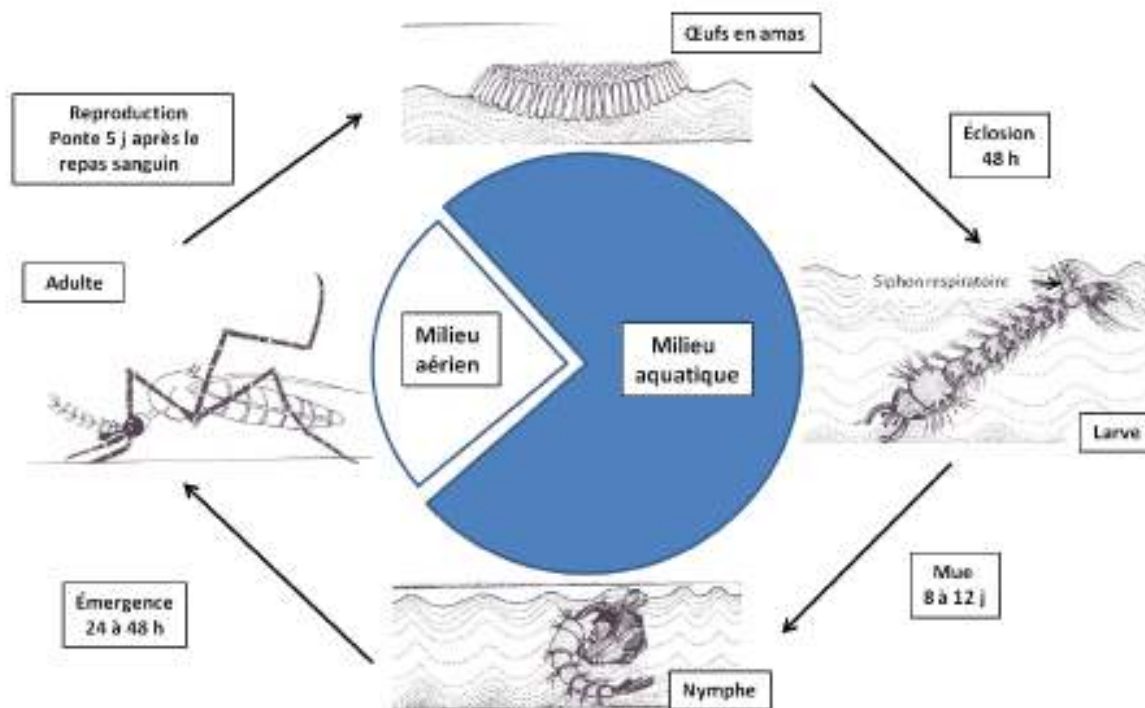 Œufs en amas
Reproduction
Ponte 5 j après le
repas sanguin
Éclosion
48 h
Adulte
Siphon respiratoire
Milieu
aérien
Milieu
aquatique
Larve
Mue
8 à 12 j
Émergence
24 à 48 h
Nymphe